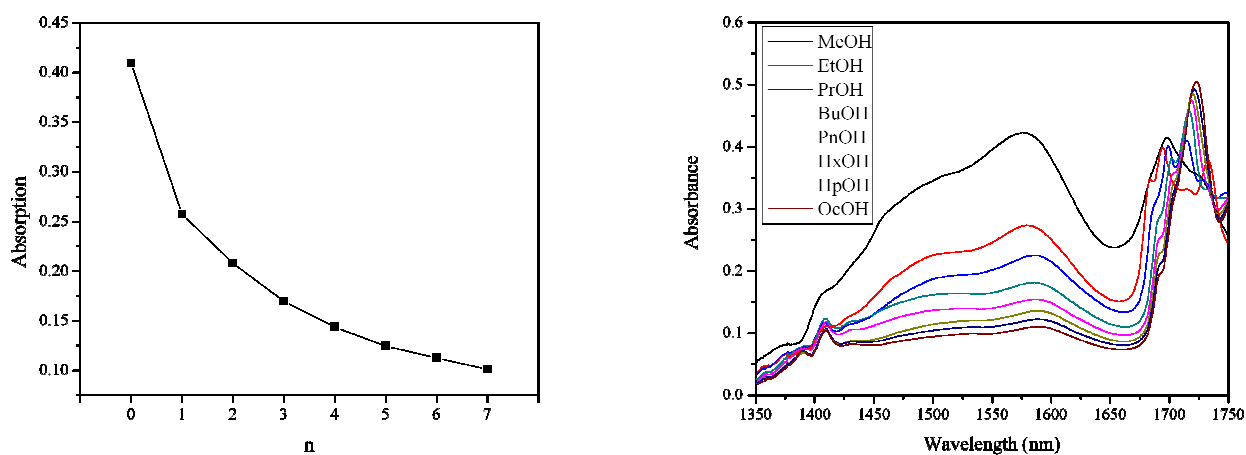 0.45
0.40
0.35
0.30
0.25
0.20
0.15
0.10
Absorption
0 1 2 3 4 5 6 7
n
0.6
0.5
0.4
0.3
0.2
0.1
0.0
Absorbance
MeOH
EtOH
PrOH
BuOH
PnOH
HxOH
HpOH
OcOH
1350 1400 1450 1500 1550 1600 1650 1700 1750
Wavelength (nm)